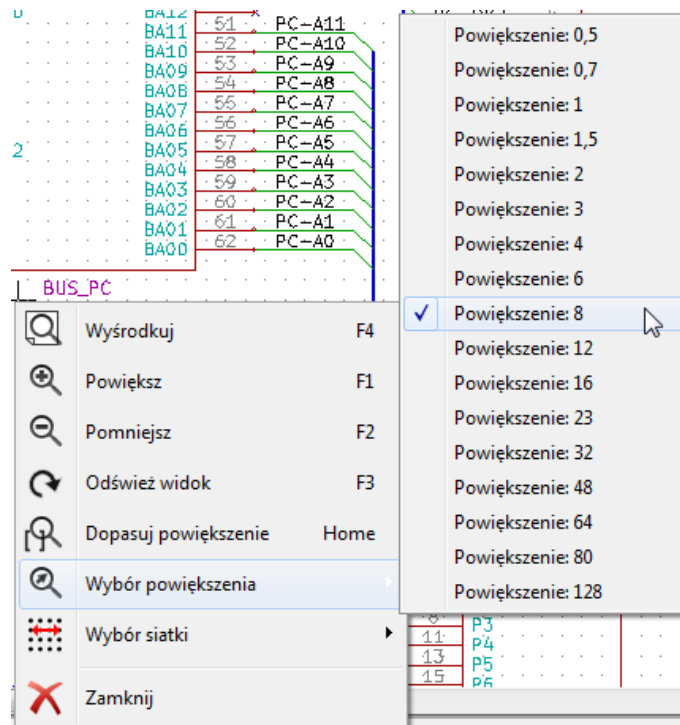 BA12
BA11 51 PC-A11
BA10 52 PC-A10
BA09 53 PC-A9
BA08 54 PC-A8
BA07 55 PC-A7
BA06 56 PC-A6
BA05 57 PC-A5
BA04 58 PC-A4
BA03 59 PC-A3
BA02 60 PC-A2
BA01 61 PC-A1
BA00 62 PC-A0
2
BUS_PC
Wyśrodkuj F4
Powiększ F1
Pomniejsz F2
Odśwież widok F3
Dopasuj powiększenie Home
Wybór powiększenia
Wybór siatki
Zamknij
Powiększenie: 0,5
Powiększenie: 0,7
Powiększenie: 1
Powiększenie: 1,5
Powiększenie: 2
Powiększenie: 3
Powiększenie: 4
Powiększenie: 6
Powiększenie: 8
Powiększenie: 12
Powiększenie: 16
Powiększenie: 23
Powiększenie: 32
Powiększenie: 48
Powiększenie: 64
Powiększenie: 80
Powiększenie: 128
P3
11 P4
13 P5
15 P6